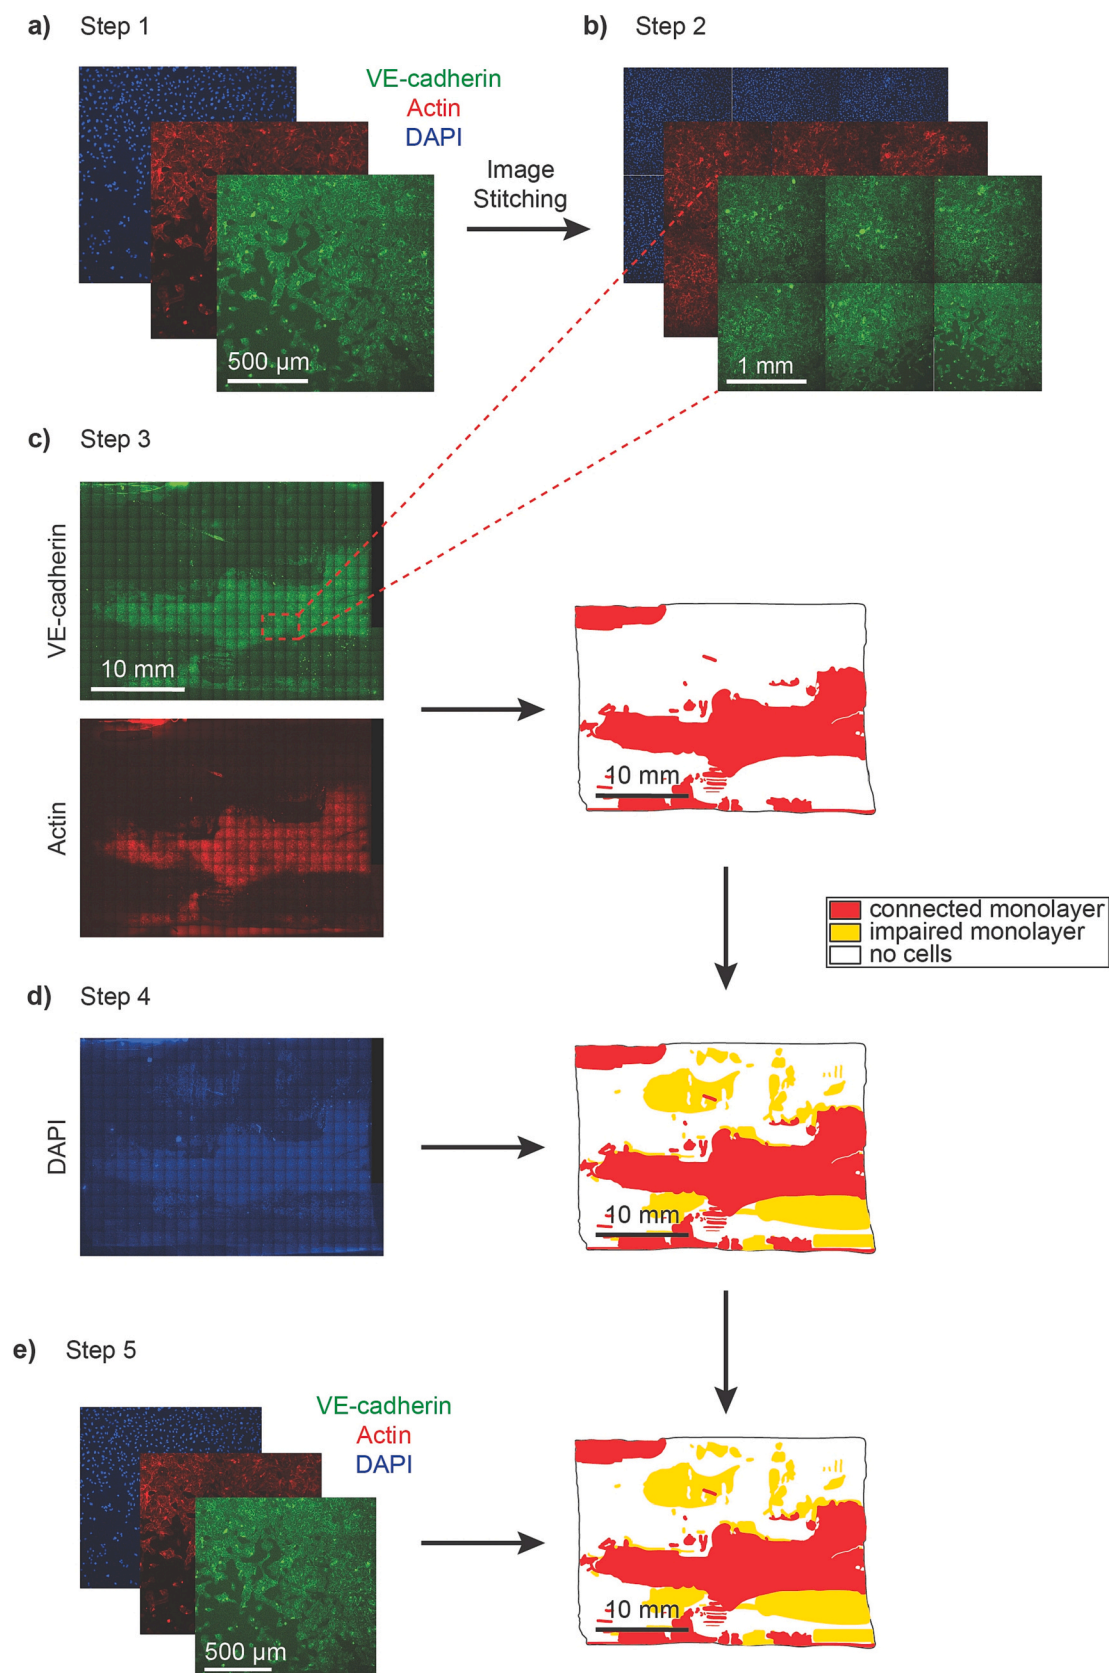 a) Step 1
VE-cadherin
Actin
DAPI
500 µm
Image
Stitching
b) Step 2
1 mm
c) Step 3
VE-cadherin
10 mm
Actin
10 mm
connected monolayer
impaired monolayer
no cells
d) Step 4
DAPI
10 mm
e) Step 5
VE-cadherin
Actin
DAPI
500 µm
10 mm